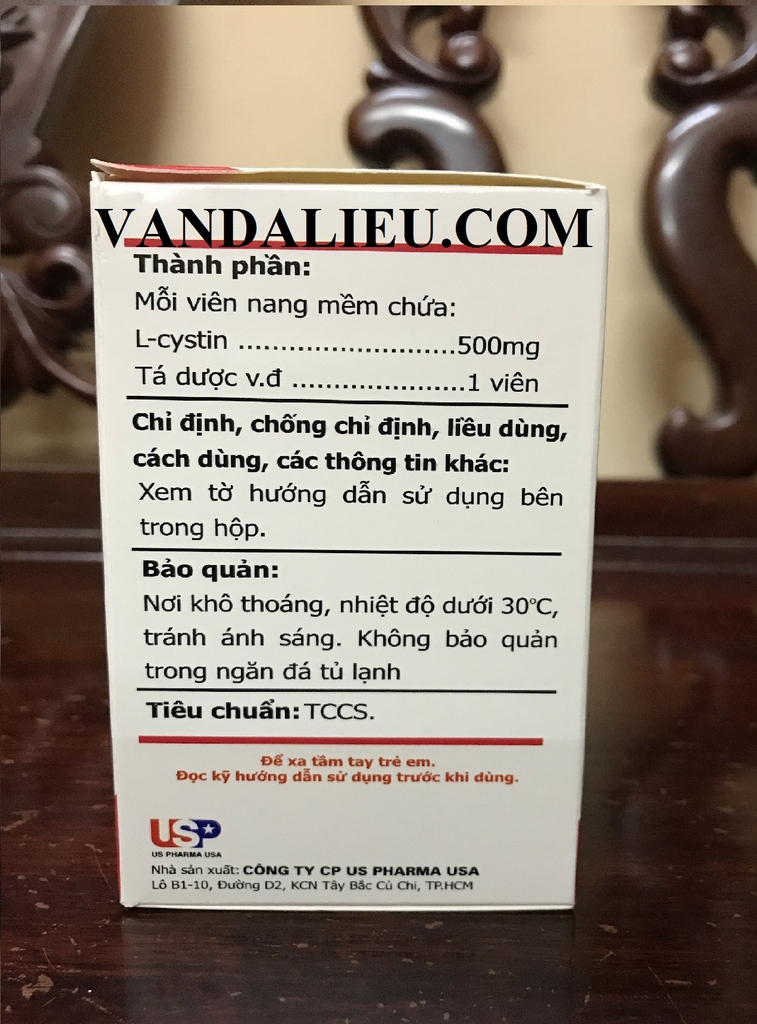 VANDALIEU.COM
Thành phần:
Mỗi viên nang mềm chứa:
L-cystin ..........................500mg
Tá dược v.đ .....................1 viên
Chỉ định, chống chỉ định, liều dùng,
cách dùng, các thông tin khác:
Xem tờ hướng dẫn sử dụng bên
trong hộp.
Bảo quản:
Nơi khô thoáng, nhiệt độ dưới 30°C,
tránh ánh sáng. Không bảo quản
trong ngăn đá tủ lạnh
Tiêu chuẩn: TCCS.
Để xa tầm tay trẻ em.
Đọc kỹ hướng dẫn sử dụng trước khi dùng.
USP
US PHARMA USA
Nhà sản xuất: CÔNG TY CP US PHARMA USA
Lô B1-10, Đường D2, KCN Tây Bắc Củ Chi, TP.HCM